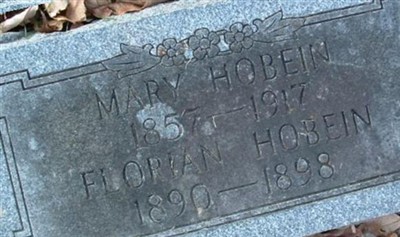 MARY HOBEIN
1857—1917
FLORIAN HOBEIN
1890—1898